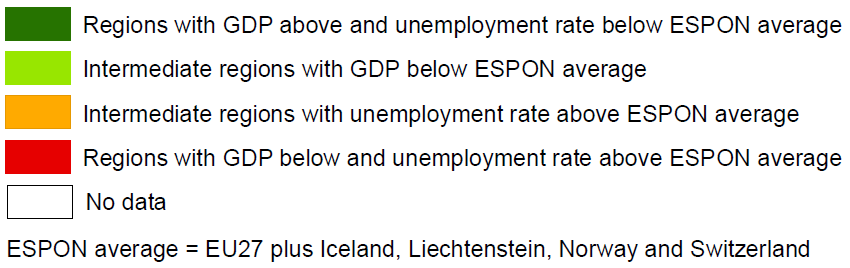 Regions with GDP above and unemployment rate below ESPON average
Intermediate regions with GDP below ESPON average
Intermediate regions with unemployment rate above ESPON average
Regions with GDP below and unemployment rate above ESPON average
No data
ESPON average = EU27 plus Iceland, Liechtenstein, Norway and Switzerland